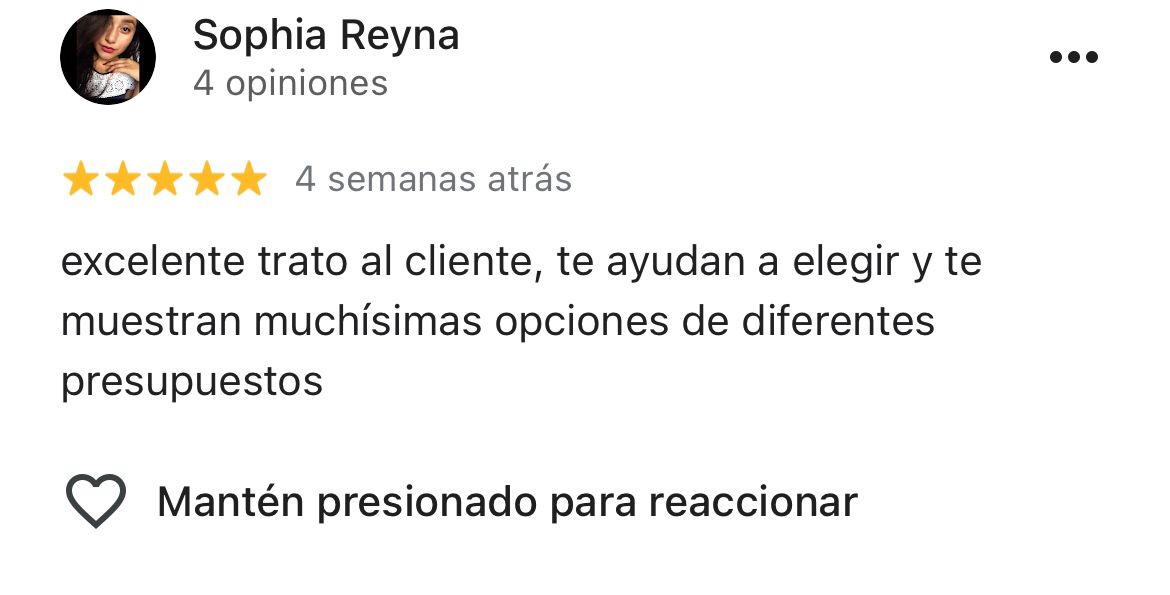 Sophia Reyna
4 opiniones
4 semanas atrás
excelente trato al cliente, te ayudan a elegir y te
muestran muchísimas opciones de diferentes
presupuestos
Mantén presionado para reaccionar